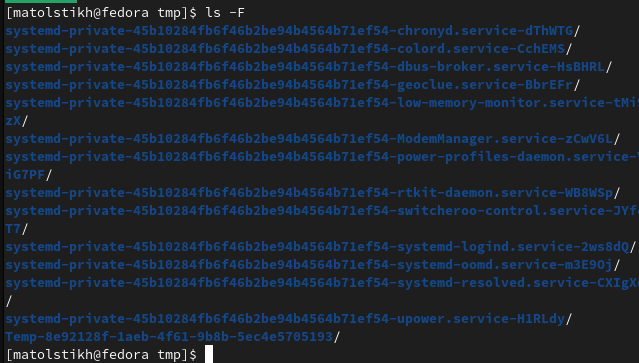 [matolstikh@fedora tmp]$ ls -F
systemd-private-45b10284fb6f46b2be94b4564b71ef54-chronyd.service-dThWTG/
systemd-private-45b10284fb6f46b2be94b4564b71ef54-colord.service-CchEMS/
systemd-private-45b10284fb6f46b2be94b4564b71ef54-dbus-broker.service-HsBHRL/
systemd-private-45b10284fb6f46b2be94b4564b71ef54-geoclue.service-BbrEFr/
systemd-private-45b10284fb6f46b2be94b4564b71ef54-low-memory-monitor.service-tMi
zX/
systemd-private-45b10284fb6f46b2be94b4564b71ef54-ModemManager.service-zCwV6L/
systemd-private-45b10284fb6f46b2be94b4564b71ef54-power-profiles-daemon.service-
iG7PF/
systemd-private-45b10284fb6f46b2be94b4564b71ef54-rtkit-daemon.service-WB8WSp/
systemd-private-45b10284fb6f46b2be94b4564b71ef54-switcheroo-control.service-JYf
T7/
systemd-private-45b10284fb6f46b2be94b4564b71ef54-systemd-logind.service-2ws8dQ/
systemd-private-45b10284fb6f46b2be94b4564b71ef54-systemd-oomd.service-m3E9Oj/
systemd-private-45b10284fb6f46b2be94b4564b71ef54-systemd-resolved.service-CXIgX
/
systemd-private-45b10284fb6f46b2be94b4564b71ef54-upower.service-H1RLdy/
Temp-8e92128f-1aeb-4f61-9b8b-5ec4e5705193/
[matolstikh@fedora tmp]$